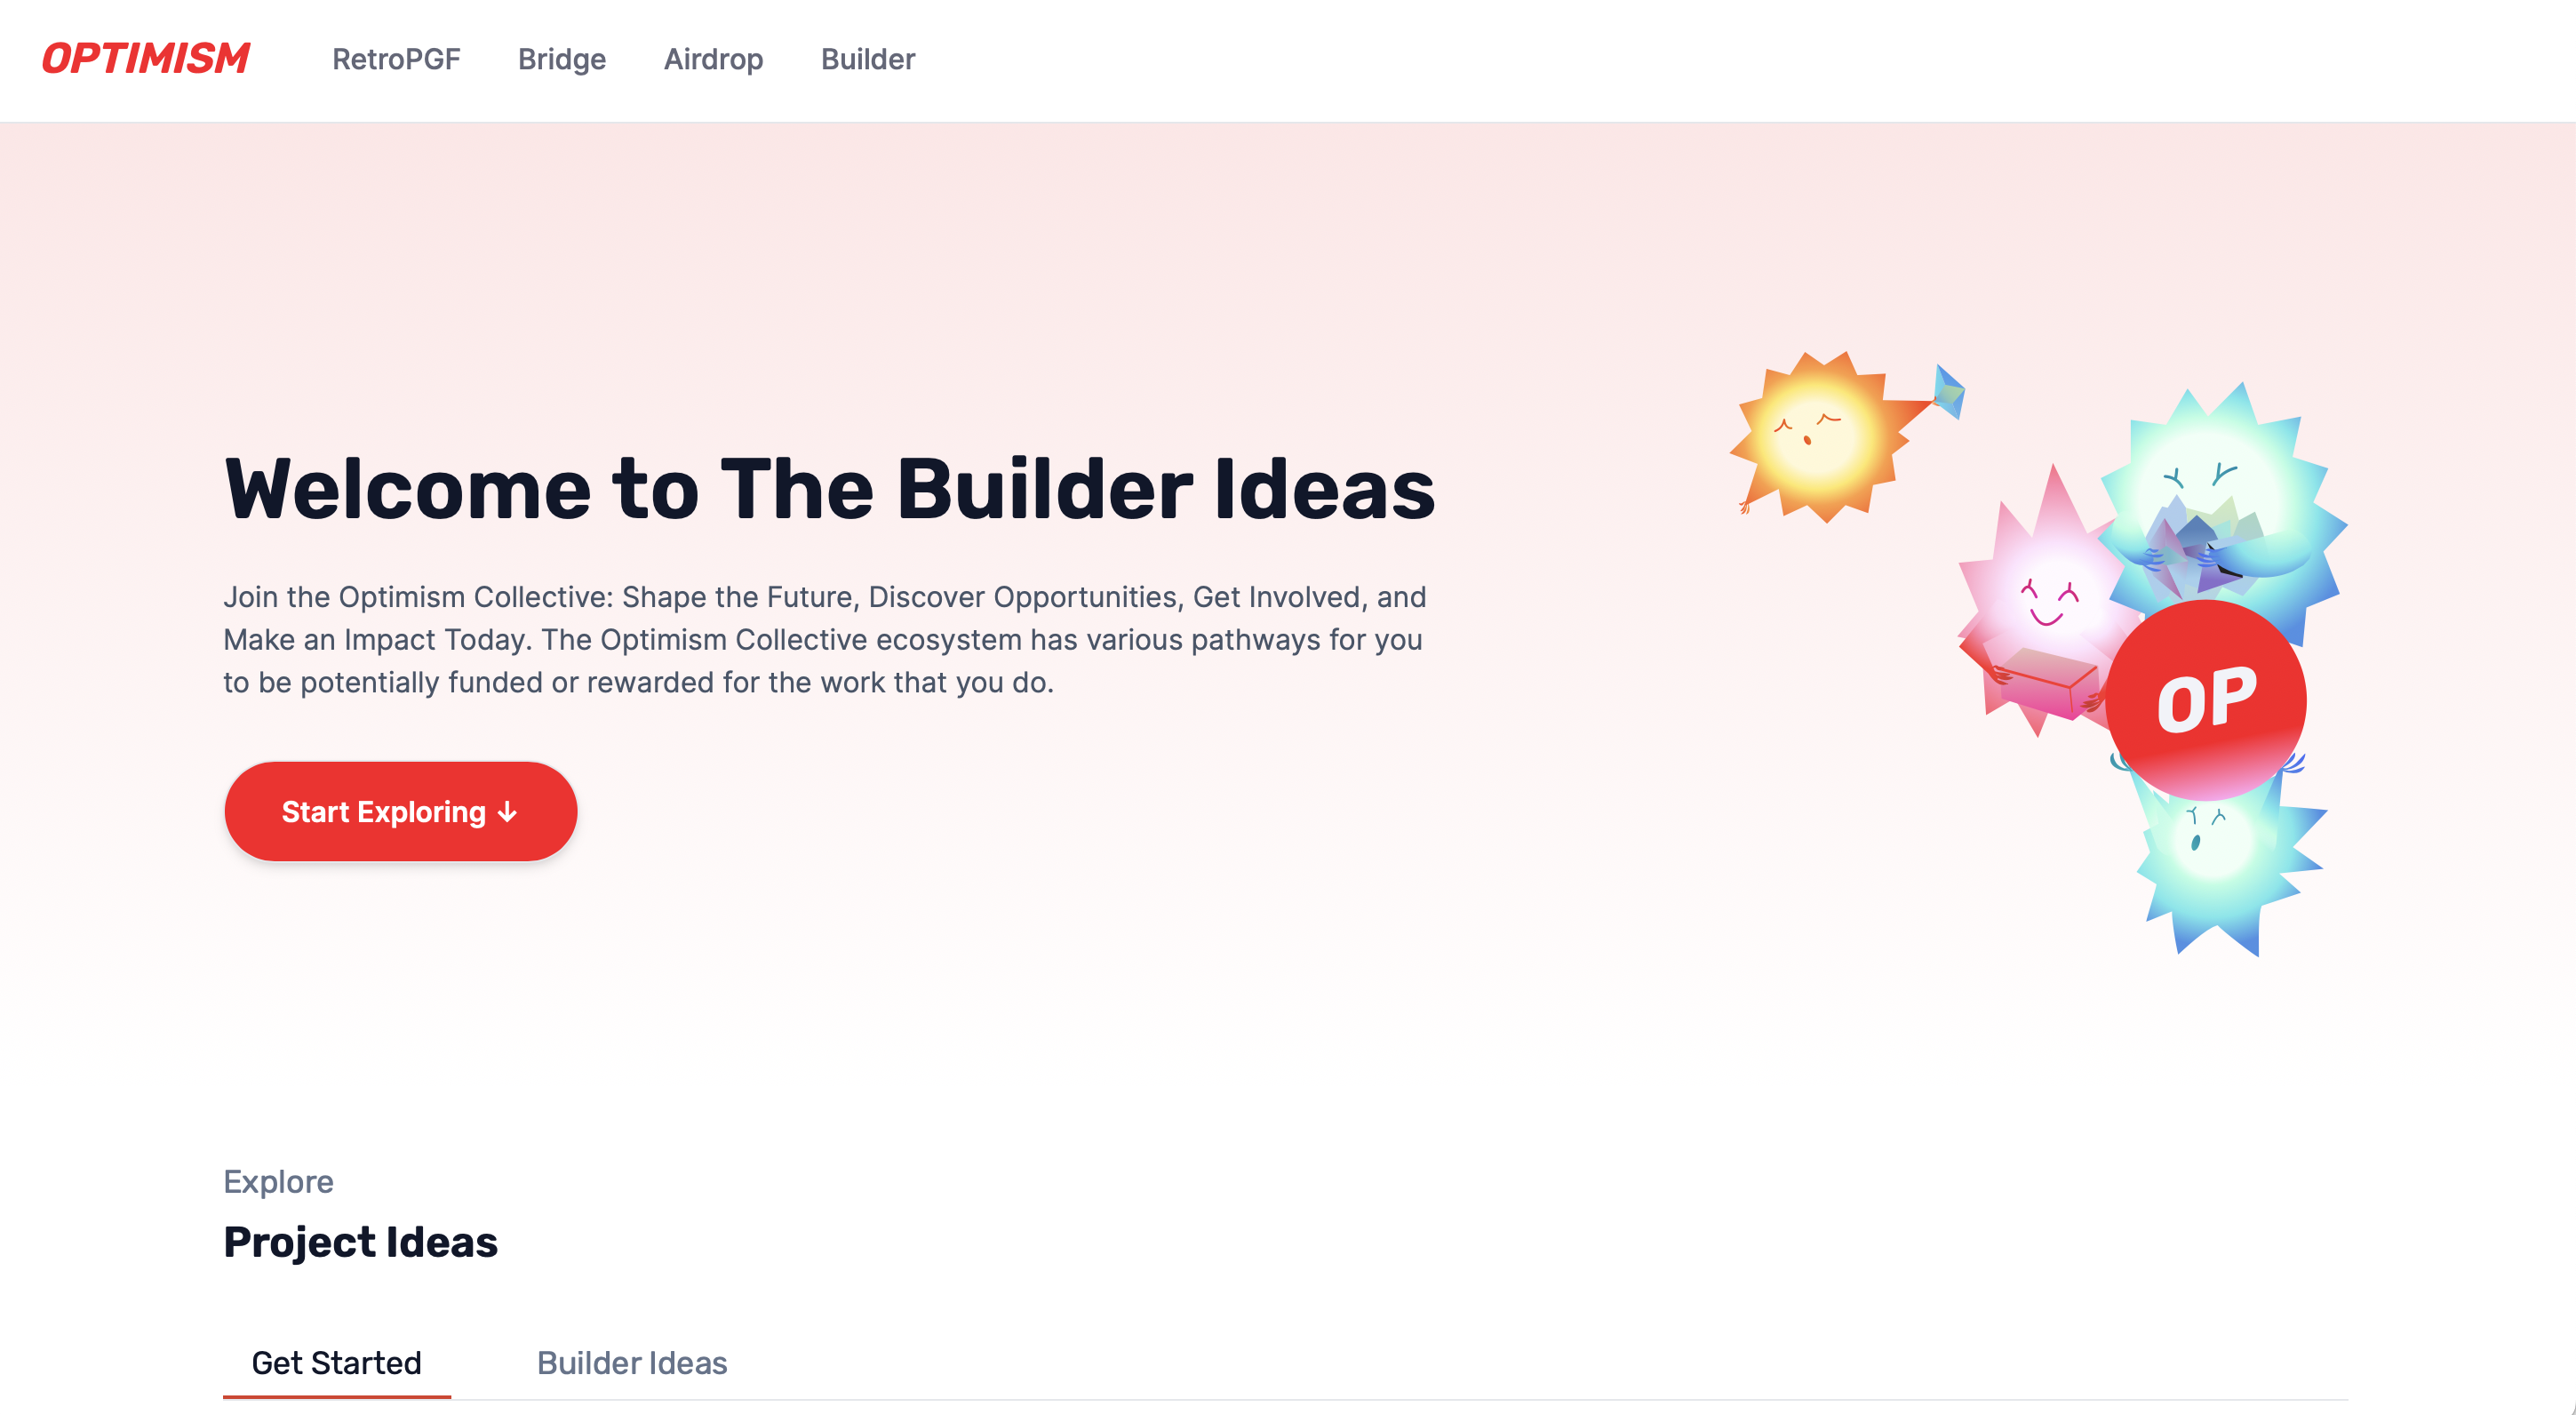 OPTIMISM RetroPGF Bridge Airdrop Builder
Welcome to The Builder Ideas
Join the Optimism Collective: Shape the Future, Discover Opportunities, Get Involved, and
Make an Impact Today. The Optimism Collective ecosystem has various pathways for you
to be potentially funded or rewarded for the work that you do.
Start Exploring ↓
OP
Explore
Project Ideas
Get Started Builder Ideas